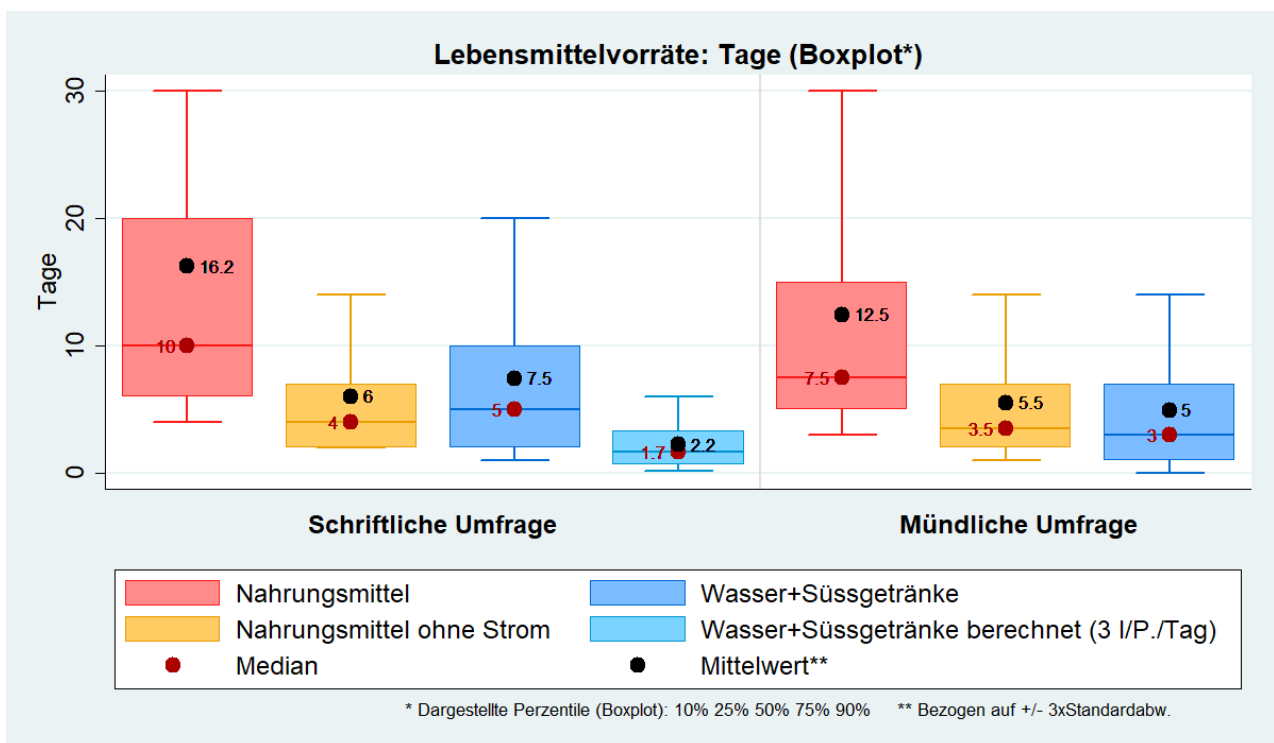 Lebensmittelvorräte: Tage (Boxplot*)
Tage
30
20
10
0
16.2
10
6
4
7.5
5
2.2
1.7
12.5
7.5
5.5
3.5
5
3
Schriftliche Umfrage
Mündliche Umfrage
Nahrungsmittel
Wasser+Süssgetränke
Nahrungsmittel ohne Strom
Wasser+Süssgetränke berechnet (3 l/P./Tag)
Median
Mittelwert**
* Dargestellte Perzentile (Boxplot): 10% 25% 50% 75% 90%
** Bezogen auf +/- 3xStandardabw.